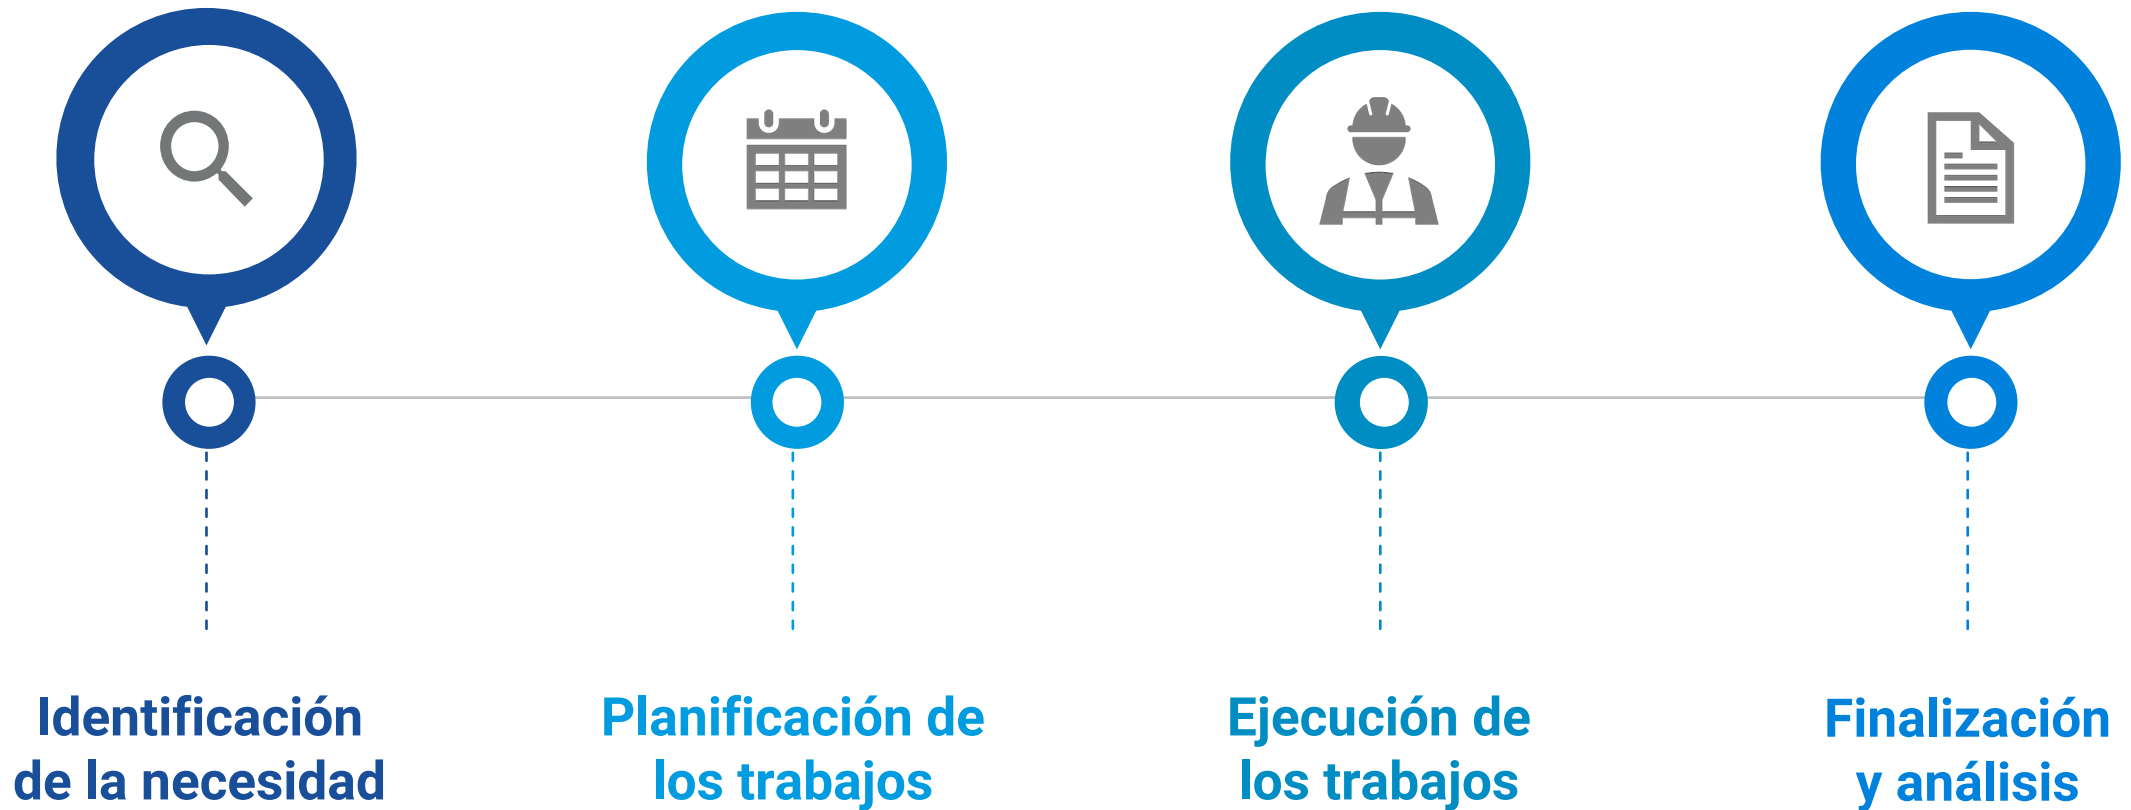 Identificación
de la necesidad
Planificación de
los trabajos
Ejecución de
los trabajos
Finalización
y análisis